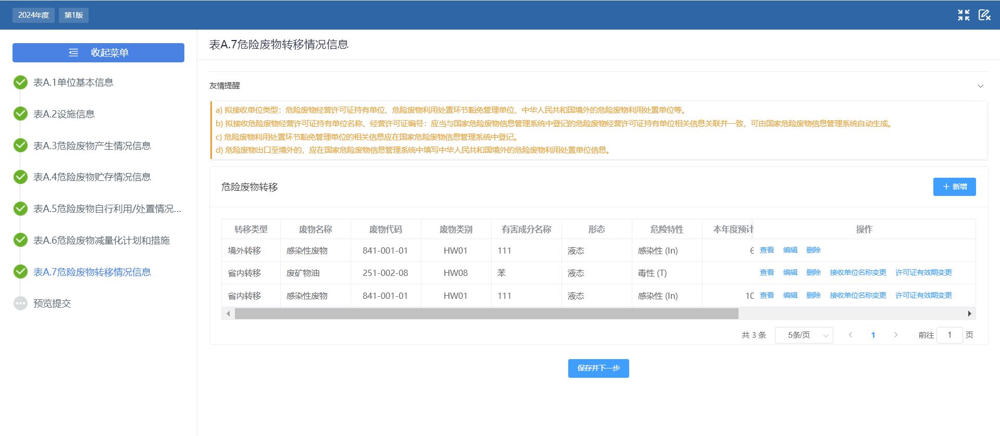 2024年度 第1版
收起菜单
表A.1单位基本信息
表A.2设施信息
表A.3危险废物产生情况信息
表A.4危险废物贮存情况信息
表A.5危险废物自行利用/处置情况...
表A.6危险废物减量化计划和措施
表A.7危险废物转移情况信息
预览提交
表A.7危险废物转移情况信息
友情提醒
a) 拟接收单位类型：危险废物经营许可证持有单位、危险废物利用处置环节豁免管理单位、中华人民共和国境外的危险废物利用处置单位等。
b) 拟接收危险废物经营许可证持有单位名称、经营许可证编号：应当与国家危险废物信息管理系统中登记的危险废物经营许可证持有单位相关信息关联并一致，可由国家危险废物信息管理系统自动生成。
c) 危险废物利用处置环节豁免管理单位的相关信息应在国家危险废物信息管理系统中登记。
d) 危险废物出口至境外的，应在国家危险废物信息管理系统中填写中华人民共和国境外的危险废物利用处置单位信息。
危险废物转移 新增
转移类型 废物名称 废物代码 废物类别 有害成分名称 形态 危险特性 本年度预计 操作
境外转移 感染性废物 841-001-01 HW01 111 液态 感染性 (In) 6 查看 编辑 删除
省内转移 废矿物油 251-002-08 HW08 苯 液态 毒性 (T) 查看 编辑 删除 接收单位名称变更 许可证有效期变更
省内转移 感染性废物 841-001-01 HW01 111 液态 感染性 (In) 10 查看 编辑 删除 接收单位名称变更 许可证有效期变更
共 3 条 5条/页 1 前往 1 页
保存并下一步